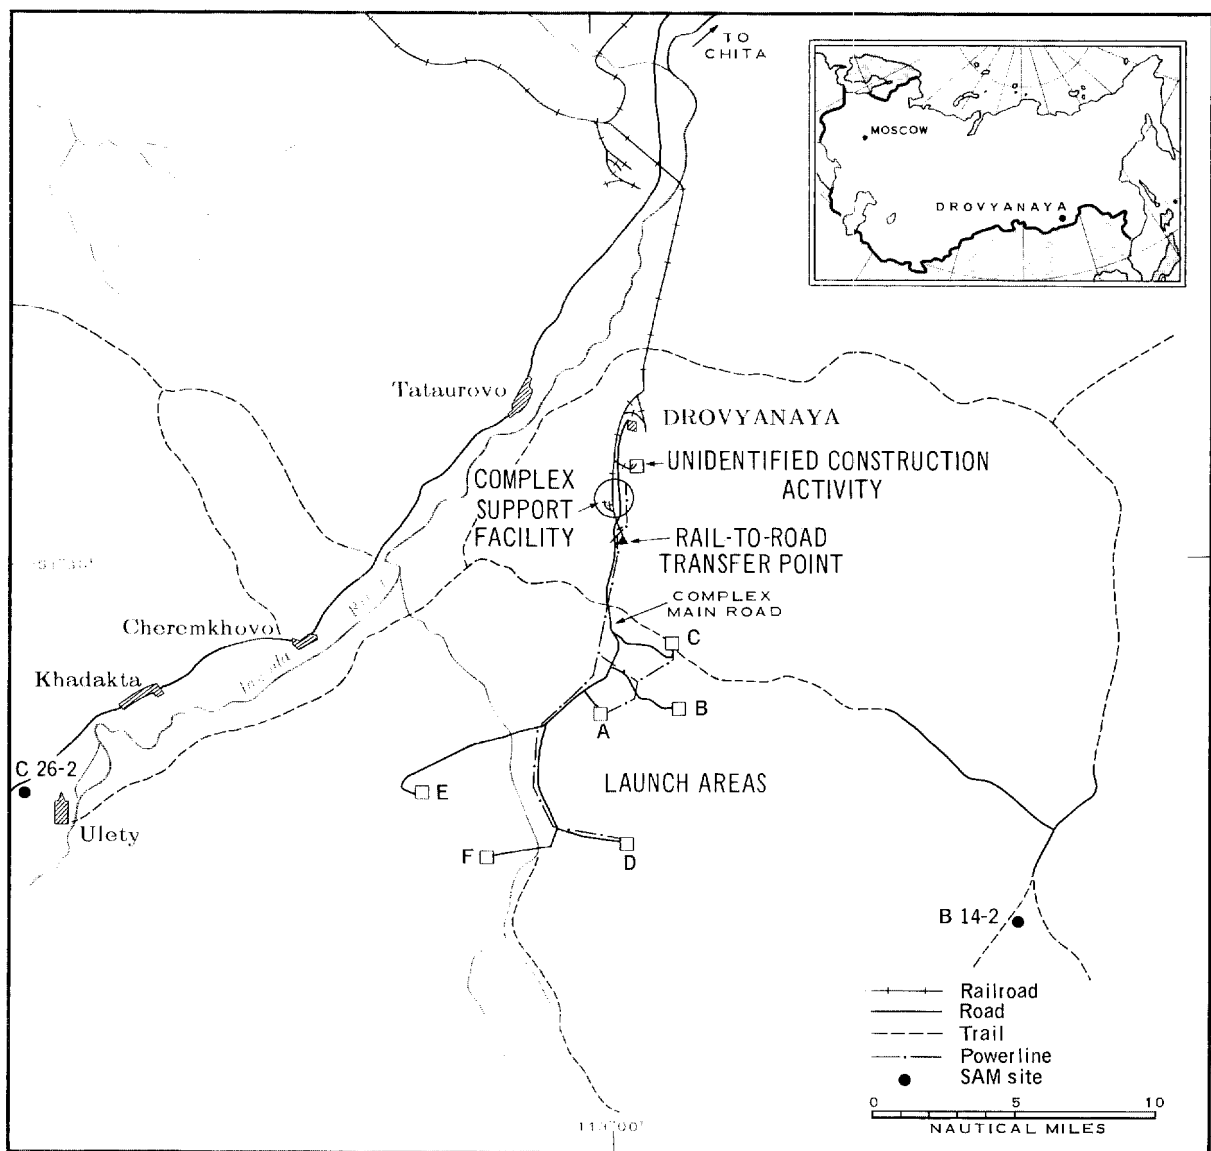 TO
CHITA
MOSCOW
DROVYANAYA
Tataurovo
DROVYANAYA
UNIDENTIFIED CONSTRUCTION
ACTIVITY
COMPLEX
SUPPORT
FACILITY
RAIL-TO-ROAD
TRANSFER POINT
COMPLEX
MAIN ROAD
Cheremkhovo
C
Khadakta
B
A
C 26-2
E
LAUNCH AREAS
Ulety
F
D
B 14-2
Railroad
Road
Trail
Powerline
SAM site
0 5 10
NAUTICAL MILES